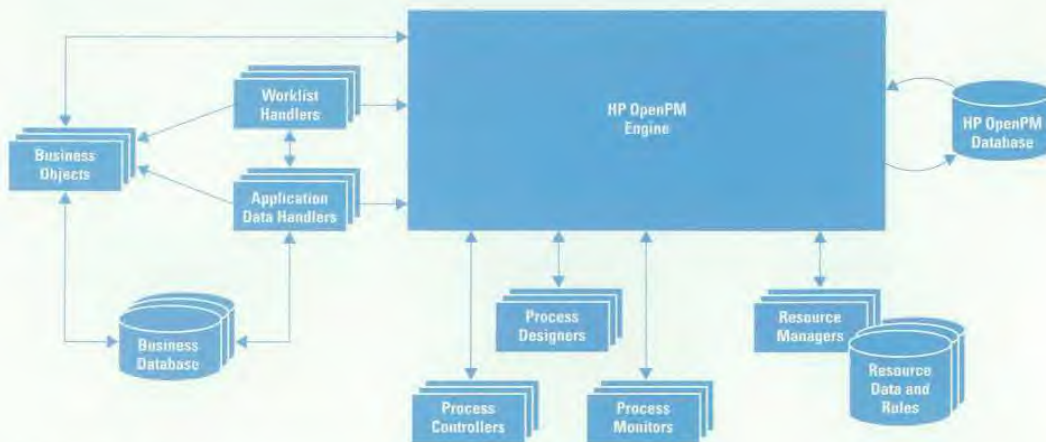 Worklist
Handlers
HP OpenPM
Engine
HP OpenPM
Database
Business
Objects
Application
Data Handlers
Business
Database
Process
Designers
Resource
Managers
Resource
Data and
Rules
Process
Controllers
Process
Monitors